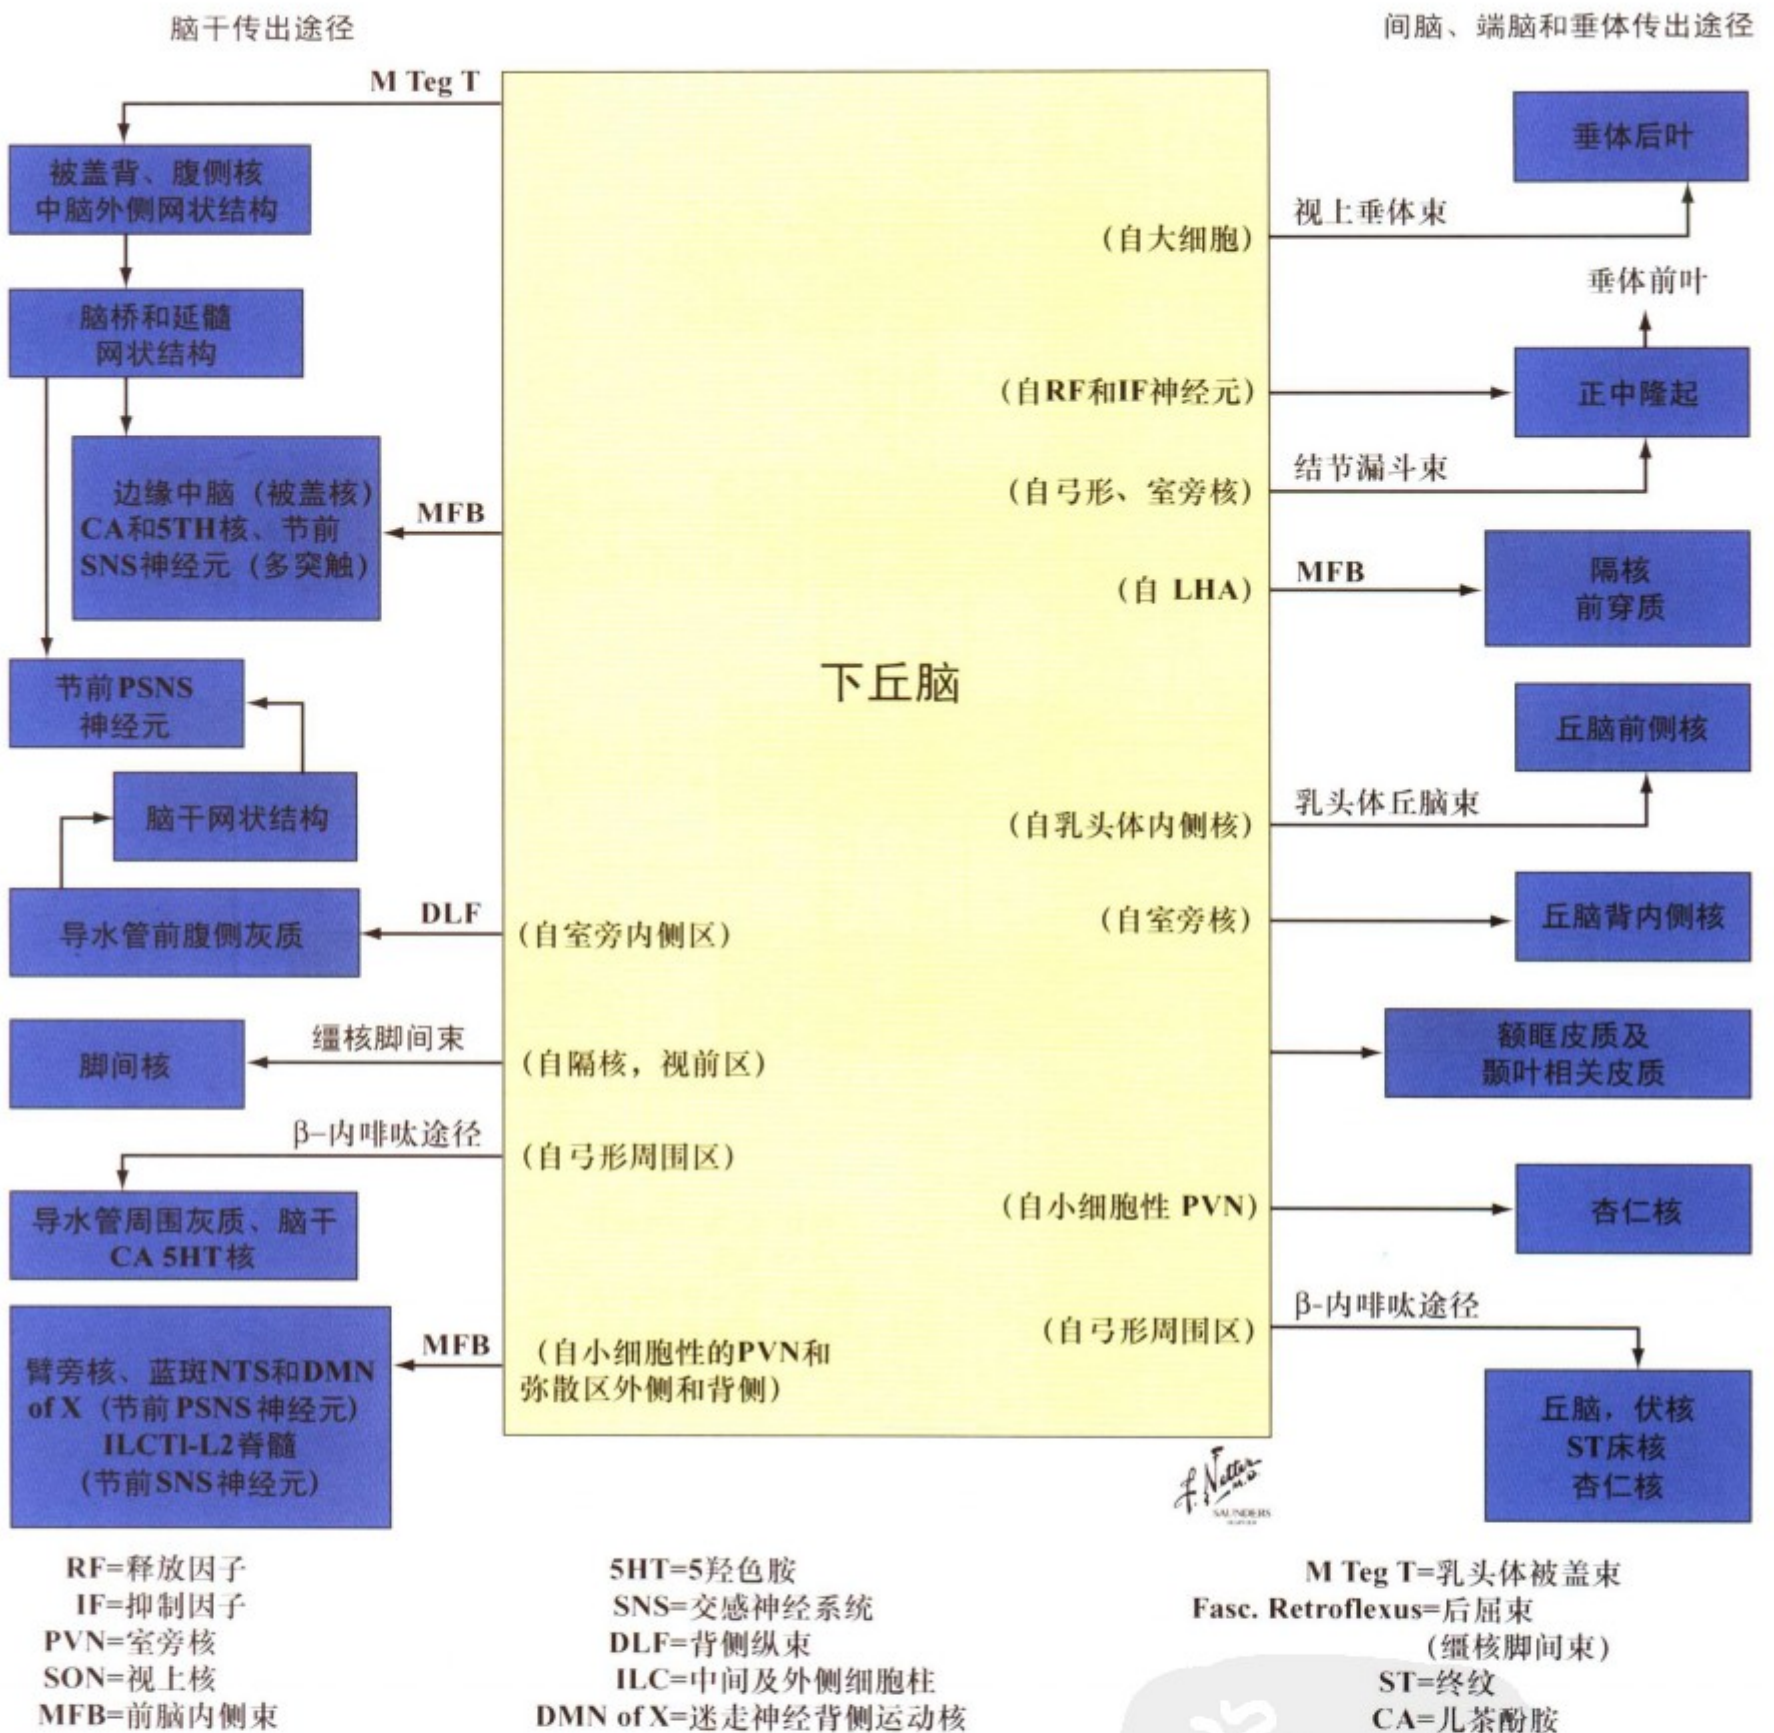 脑干传出途径
间脑、端脑和垂体传出途径
M Teg T
被盖背、腹侧核
中脑外侧网状结构
脑桥和延髓
网状结构
边缘中脑（被盖核）
CA和5TH核、节前
SNS神经元（多突触）
MFB
节前PSNS
神经元
脑干网状结构
导水管前腹侧灰质
DLF
（自室旁内侧区）
脚间核
缰核脚间束
（自隔核，视前区）
β-内啡呔途径
（自弓形周围区）
导水管周围灰质、脑干
CA 5HT核
臂旁核、蓝斑NTS和DMN
of X（节前PSNS神经元）
ILCTl-L2脊髓
（节前SNS神经元）
MFB
（自小细胞性的PVN和
弥散区外侧和背侧）
下丘脑
（自大细胞）
视上垂体束
垂体后叶
垂体前叶
（自RF和IF神经元）
正中隆起
（自弓形、室旁核）
结节漏斗束
（自 LHA）
MFB
隔核
前穿质
丘脑前侧核
（自乳头体内侧核）
乳头体丘脑束
（自室旁核）
丘脑背内侧核
额眶皮质及
颞叶相关皮质
（自小细胞性 PVN）
杏仁核
（自弓形周围区）
β-内啡呔途径
丘脑，伏核
ST床核
杏仁核
F. Netter
M.D.
SAUNDERS
RF=释放因子
IF=抑制因子
PVN=室旁核
SON=视上核
MFB=前脑内侧束
5HT=5羟色胺
SNS=交感神经系统
DLF=背侧纵束
ILC=中间及外侧细胞柱
DMN of X=迷走神经背侧运动核
M Teg T=乳头体被盖束
Fasc. Retroflexus=后屈束
（缰核脚间束）
ST=终纹
CA=儿茶酚胺